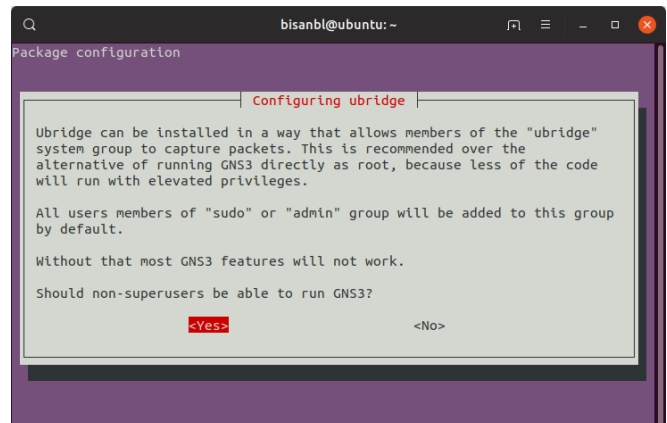 bisanbl@ubuntu: ~
Package configuration
Configuring ubridge
Ubridge can be installed in a way that allows members of the "ubridge"
system group to capture packets. This is recommended over the
alternative of running GNS3 directly as root, because less of the code
will run with elevated privileges.
All users members of "sudo" or "admin" group will be added to this group
by default.
Without that most GNS3 features will not work.
Should non-superusers be able to run GNS3?
<Yes> <No>